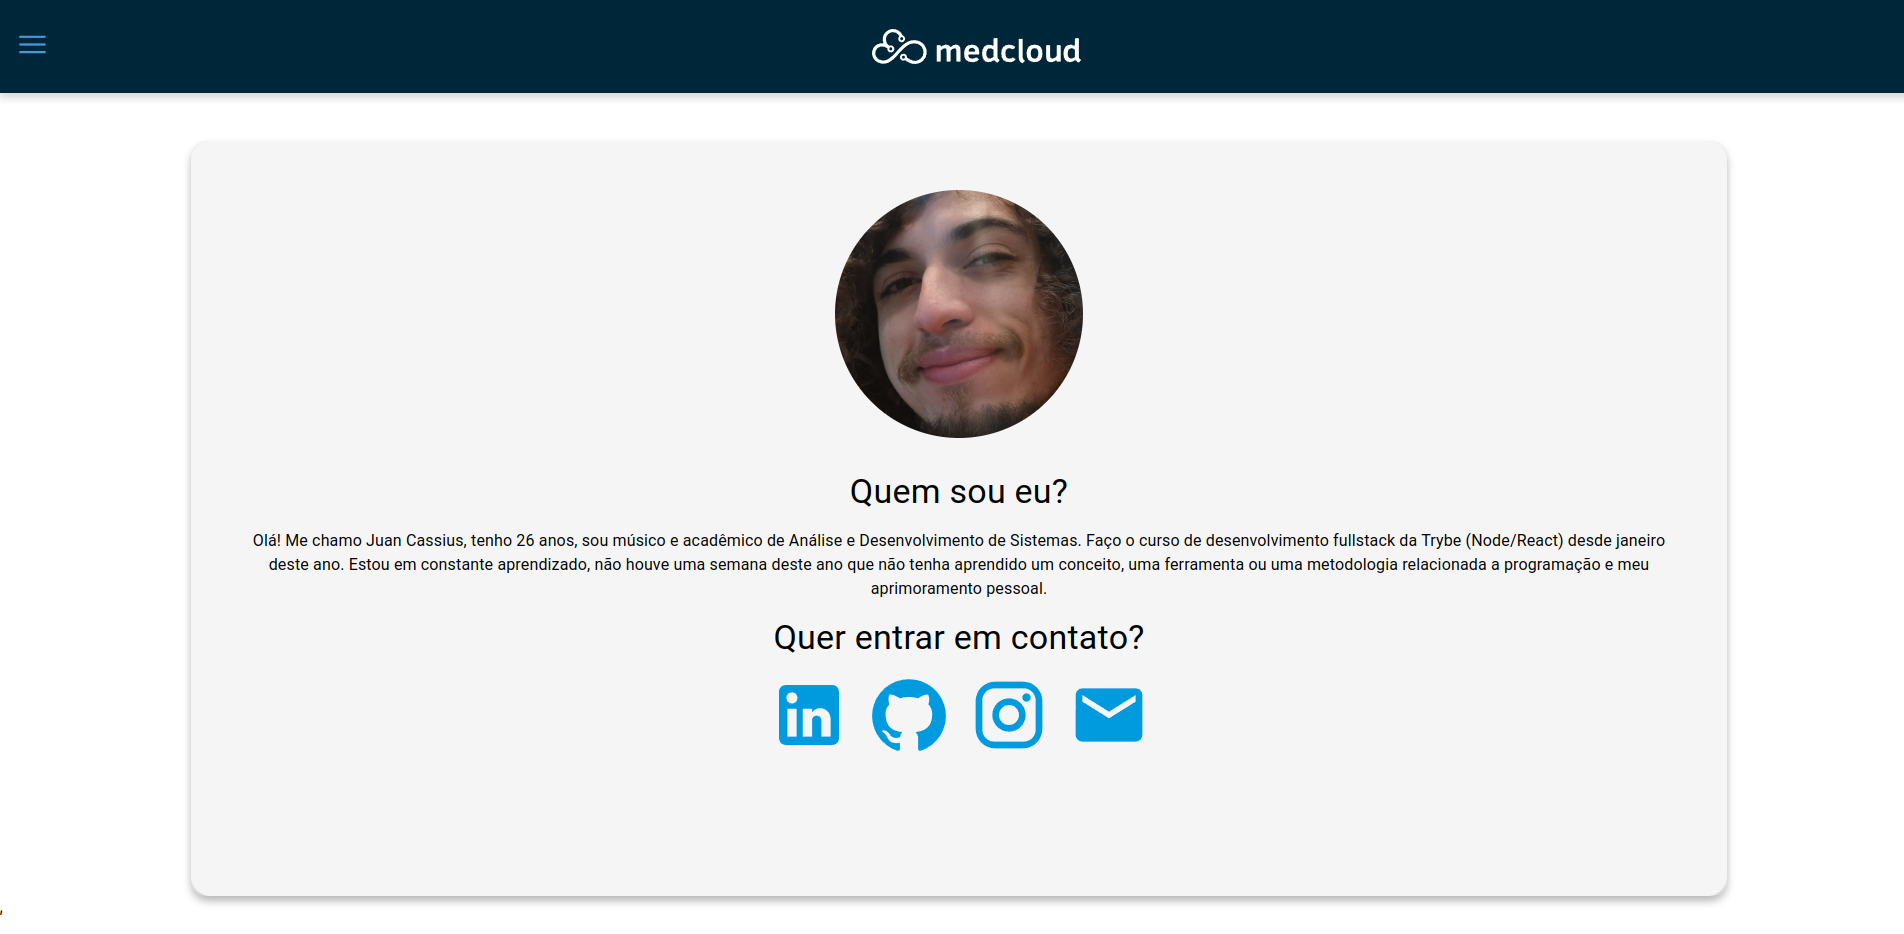 medcloud
Quem sou eu?
Olá! Me chamo Juan Cassius, tenho 26 anos, sou músico e acadêmico de Análise e Desenvolvimento de Sistemas. Faço o curso de desenvolvimento fullstack da Trybe (Node/React) desde janeiro
deste ano. Estou em constante aprendizado, não houve uma semana deste ano que não tenha aprendido um conceito, uma ferramenta ou uma metodologia relacionada a programação e meu
aprimoramento pessoal.
Quer entrar em contato?
in
,